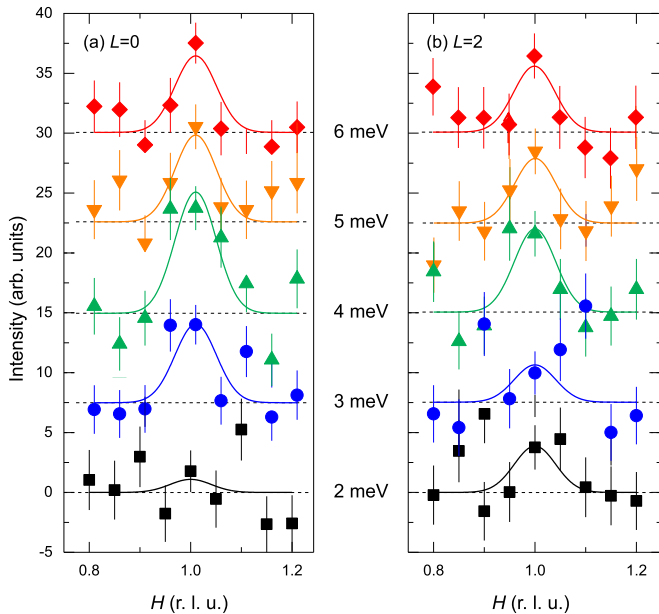 40
35
30
25
20
15
10
5
0
-5
Intensity (arb. units)
(a) L=0
(b) L=2
6 meV
5 meV
4 meV
3 meV
2 meV
0.8
1.0
1.2
0.8
1.0
1.2
H (r. l. u.)
H (r. l. u.)